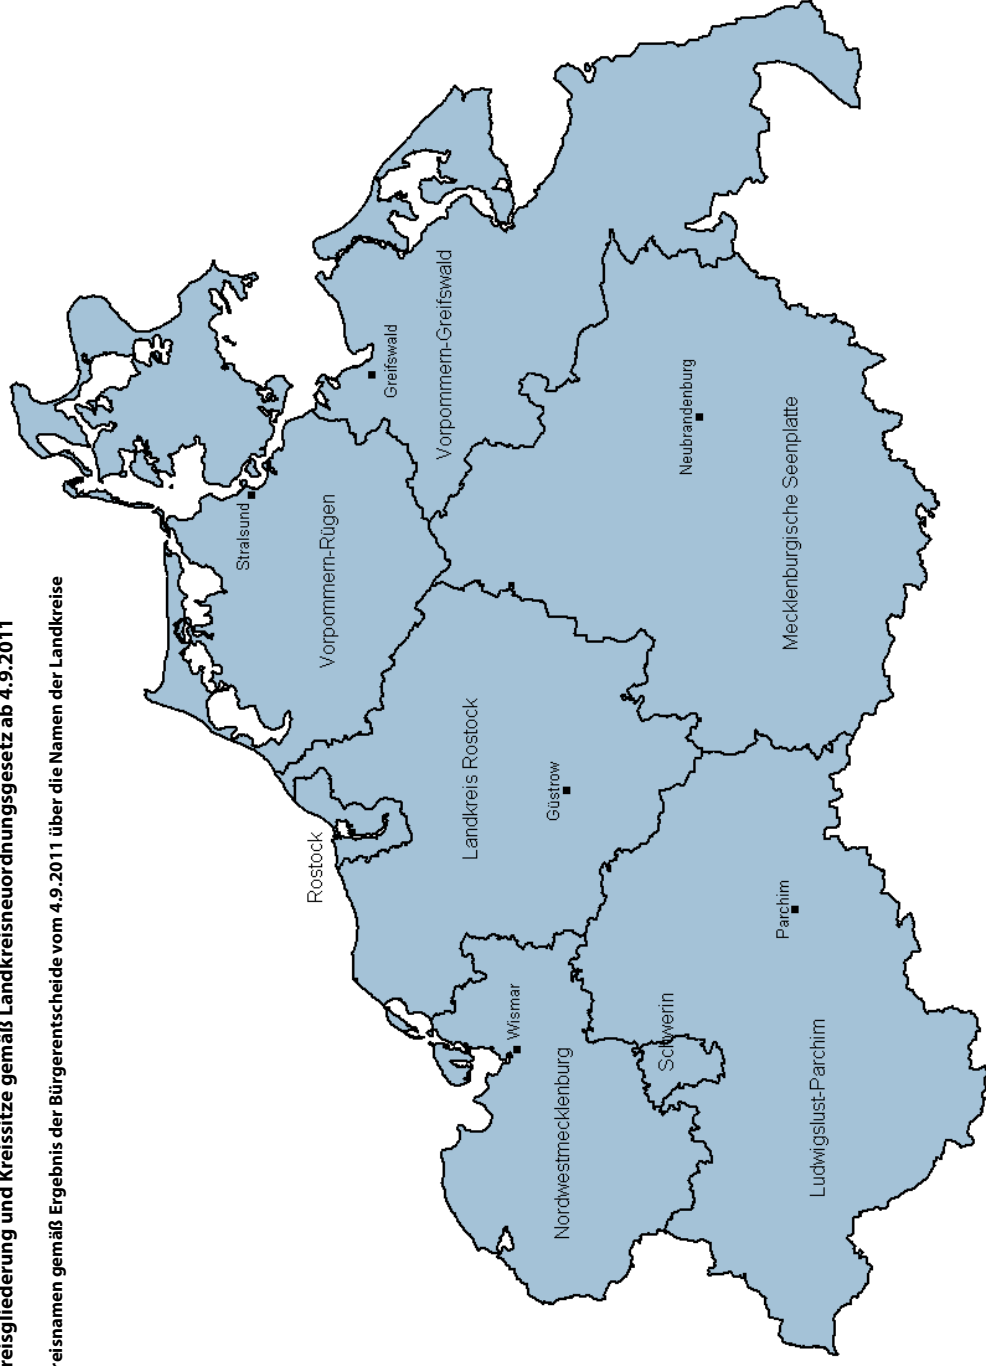 reisgliederung und Kreissitze gemäß Landkreisneuordnungsgesetz ab 4.9.2011
reisnamen gemäß Ergebnis der Bürgerentscheide vom 4.9.2011 über die Namen der Landkreise
Stralsund
Vorpommern-Rügen
Greifswald
Vorpommern-Greifswald
Rostock
Landkreis Rostock
Güstrow
Wismar
Nordwestmecklenburg
Schwerin
Neubrandenburg
Mecklenburgische Seenplatte
Parchim
Ludwigslust-Parchim